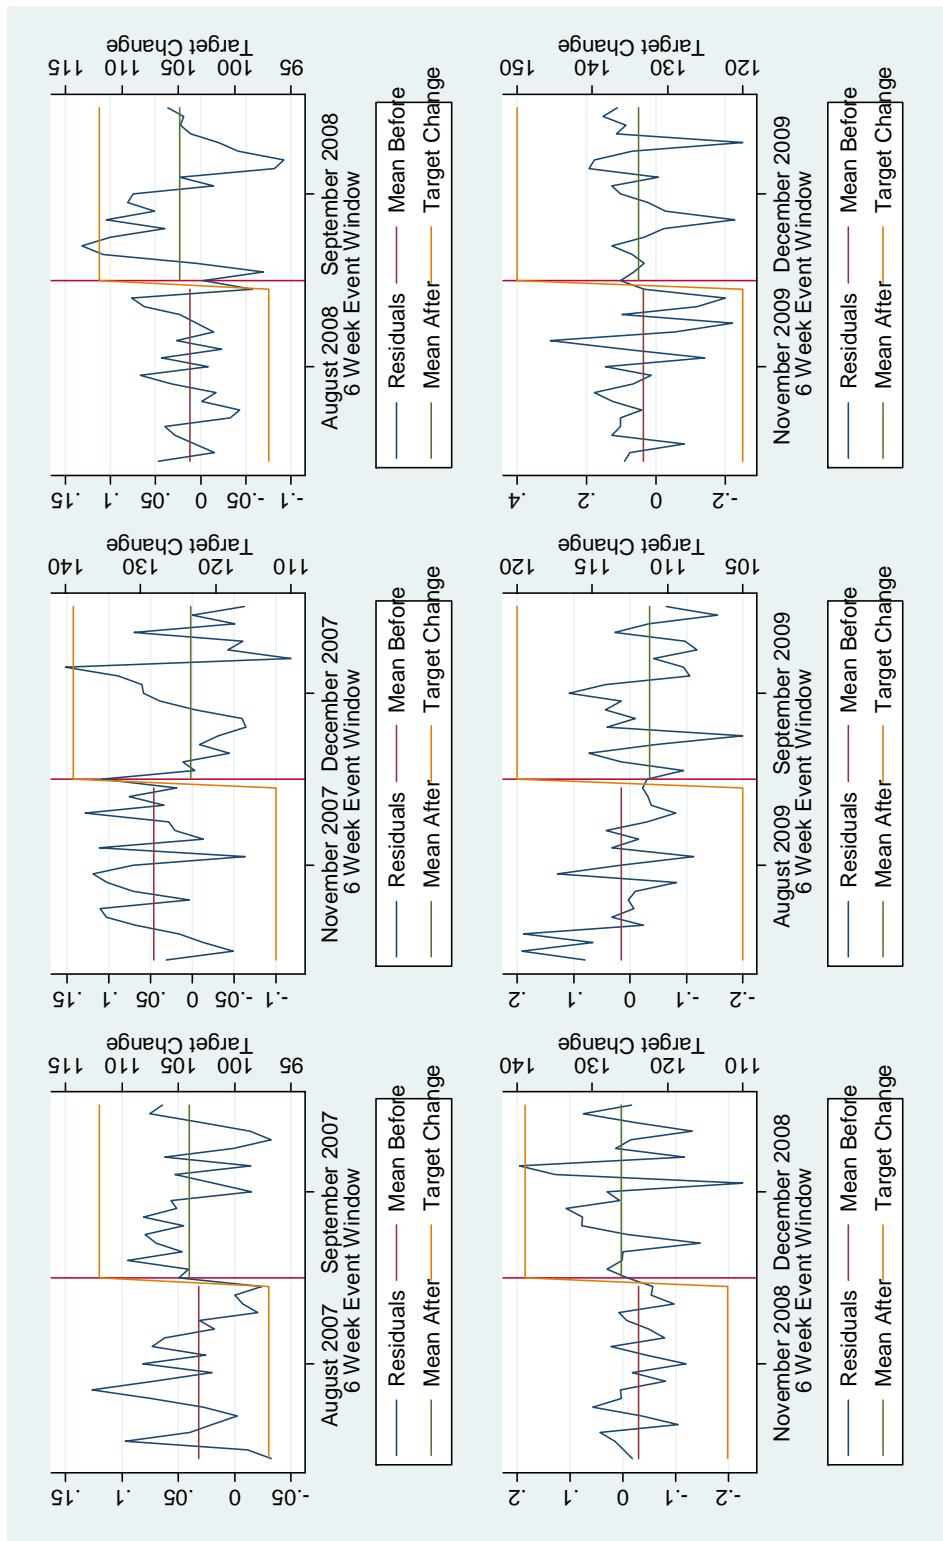 .15
.1
.05
0
-.05
115
110
105
100
95
Target Change
August 2007 September 2007
6 Week Event Window
Residuals Mean Before
Mean After Target Change
.15
.1
.05
0
-.05
-.1
140
130
120
110
Target Change
November 2007 December 2007
6 Week Event Window
Residuals Mean Before
Mean After Target Change
.15
.1
.05
0
-.05
-.1
115
110
105
100
95
Target Change
August 2008 September 2008
6 Week Event Window
Residuals Mean Before
Mean After Target Change
.2
.1
0
-.1
-.2
140
130
120
110
Target Change
November 2008 December 2008
6 Week Event Window
Residuals Mean Before
Mean After Target Change
.2
.1
0
-.1
-.2
120
115
110
105
Target Change
August 2009 September 2009
6 Week Event Window
Residuals Mean Before
Mean After Target Change
.4
.2
0
-.2
150
140
130
120
Target Change
November 2009 December 2009
6 Week Event Window
Residuals Mean Before
Mean After Target Change